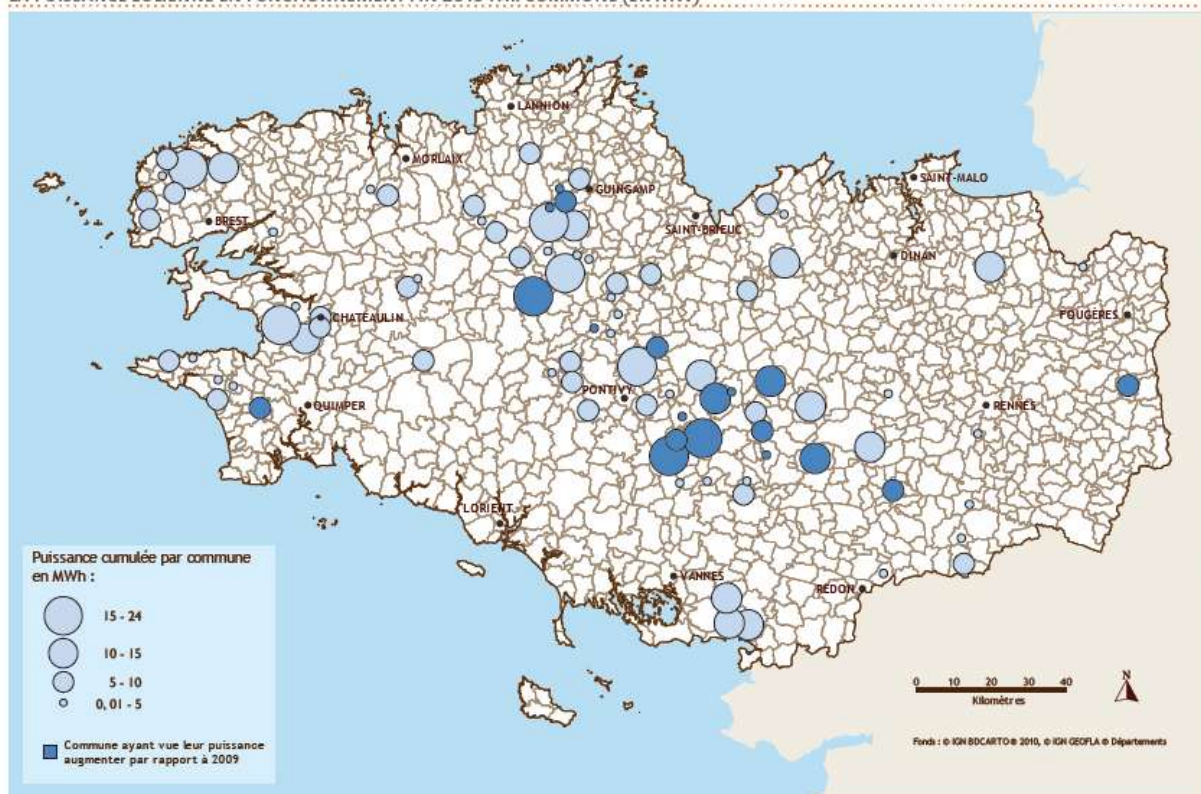 LANNION
MORLAIX
GUINGAMP
SAINT-MALO
BREST
SAINT-BRIEUC
DINAN
CHATEAULIN
FOUGÈRES
PONTIVY
QUIMPER
RENNES
LORIENT
VANNES
REDON
Puissance cumulée par commune
en MWh :
15 - 24
10 - 15
5 - 10
0, 01 - 5
Commune ayant vue leur puissance
augmenter par rapport à 2009
0 10 20 30 40
Kilomètres
N
Fonds : © IGN BDCARTO ® 2010, © IGN GEOFLA ® Départements